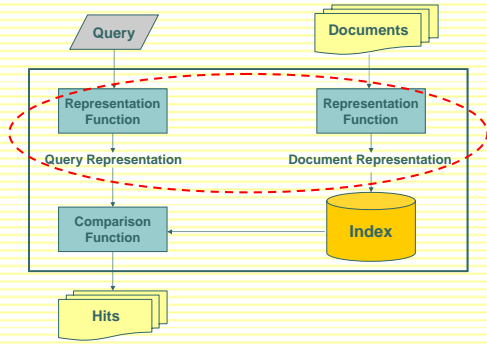 Query
Documents
Representation
Function
Representation
Function
Query Representation
Document Representation
Comparison
Function
Index
Hits